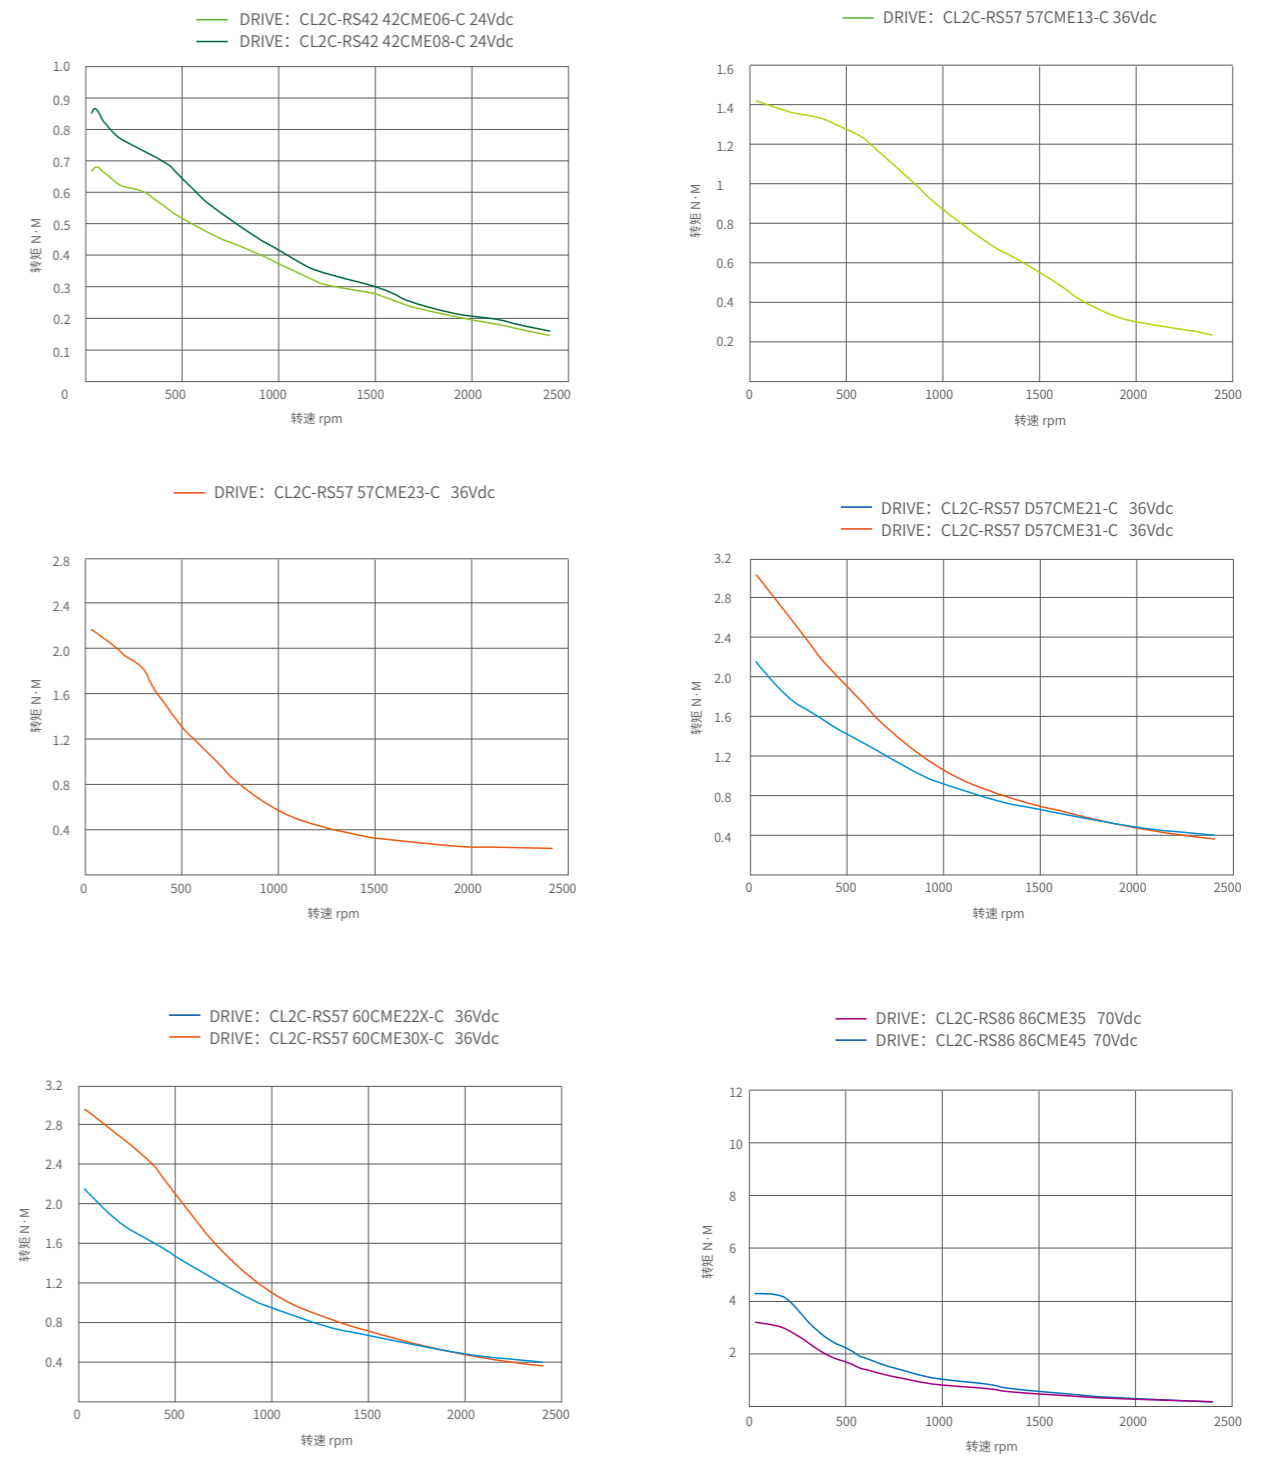 DRIVE：CL2C-RS42 42CME06-C 24Vdc
DRIVE：CL2C-RS42 42CME08-C 24Vdc
1.0
0.9
0.8
0.7
0.6
0.5
0.4
0.3
0.2
0.1
转矩 N·M
0 500 1000 1500 2000 2500
转速 rpm
DRIVE：CL2C-RS57 57CME13-C 36Vdc
1.6
1.4
1.2
1
0.8
0.6
0.4
0.2
转矩 N·M
0 500 1000 1500 2000 2500
转速 rpm
DRIVE：CL2C-RS57 57CME23-C 36Vdc
2.8
2.4
2.0
1.6
1.2
0.8
0.4
转矩 N·M
0 500 1000 1500 2000 2500
转速 rpm
DRIVE：CL2C-RS57 D57CME21-C 36Vdc
DRIVE：CL2C-RS57 D57CME31-C 36Vdc
3.2
2.8
2.4
2.0
1.6
1.2
0.8
0.4
转矩 N·M
0 500 1000 1500 2000 2500
转速 rpm
DRIVE：CL2C-RS57 60CME22X-C 36Vdc
DRIVE：CL2C-RS57 60CME30X-C 36Vdc
3.2
2.8
2.4
2.0
1.6
1.2
0.8
0.4
转矩 N·M
0 500 1000 1500 2000 2500
转速 rpm
DRIVE：CL2C-RS86 86CME35 70Vdc
DRIVE：CL2C-RS86 86CME45 70Vdc
12
10
8
6
4
2
转矩 N·M
0 500 1000 1500 2000 2500
转速 rpm